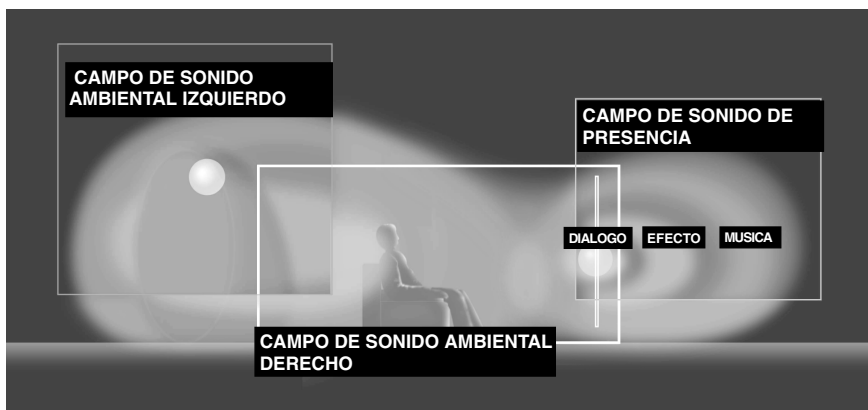 CAMPO DE SONIDO
AMBIENTAL IZQUIERDO
CAMPO DE SONIDO DE
PRESENCIA
DIALOGO
EFECTO
MUSICA
CAMPO DE SONIDO AMBIENTAL
DERECHO